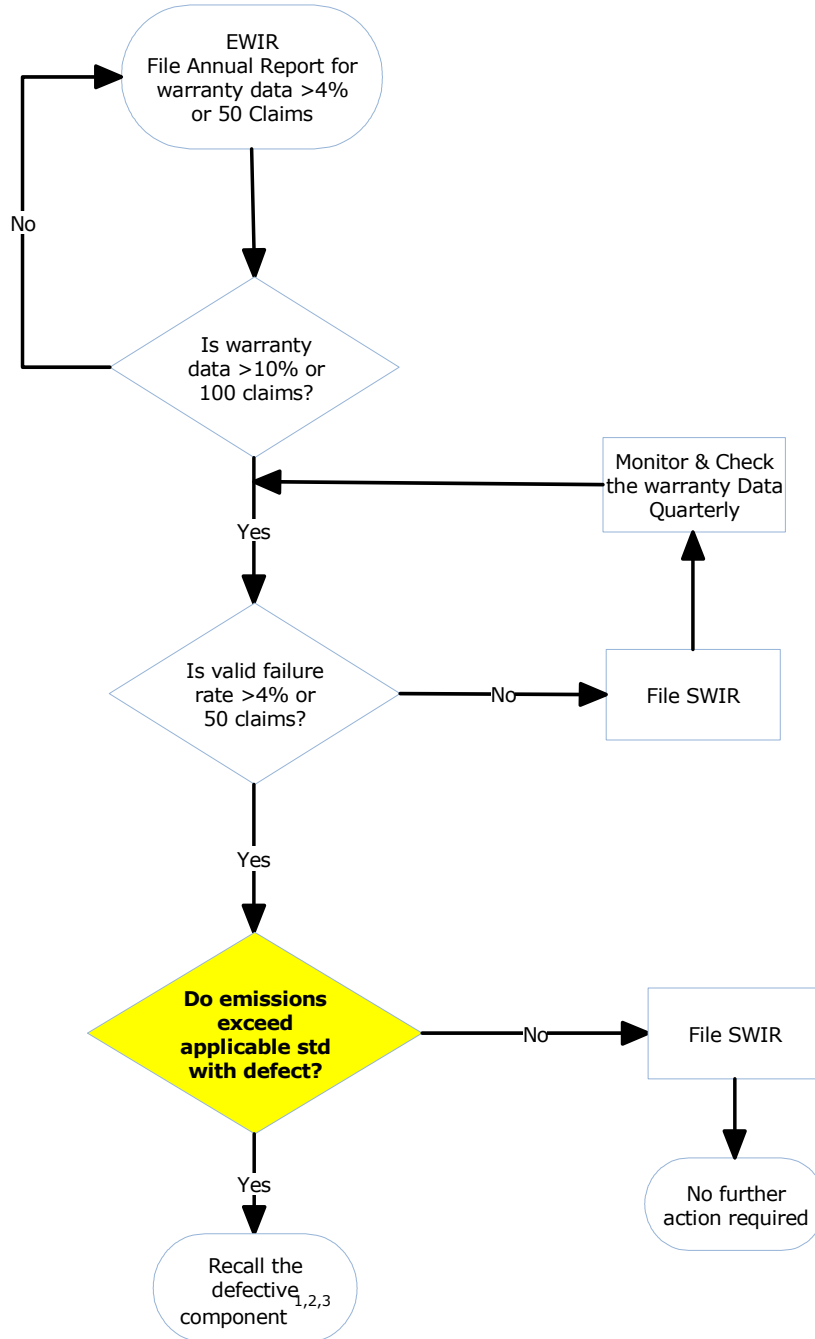 EWIR
File Annual Report for
warranty data >4%
or 50 Claims
No
Is warranty
data >10% or
100 claims?
Monitor & Check
the warranty Data
Quarterly
Yes
Is valid failure
rate >4% or
50 claims?
No
File SWIR
Yes
Do emissions
exceed
applicable std
with defect?
No
File SWIR
Yes
No further
action required
Recall the
defective
component 1,2,3